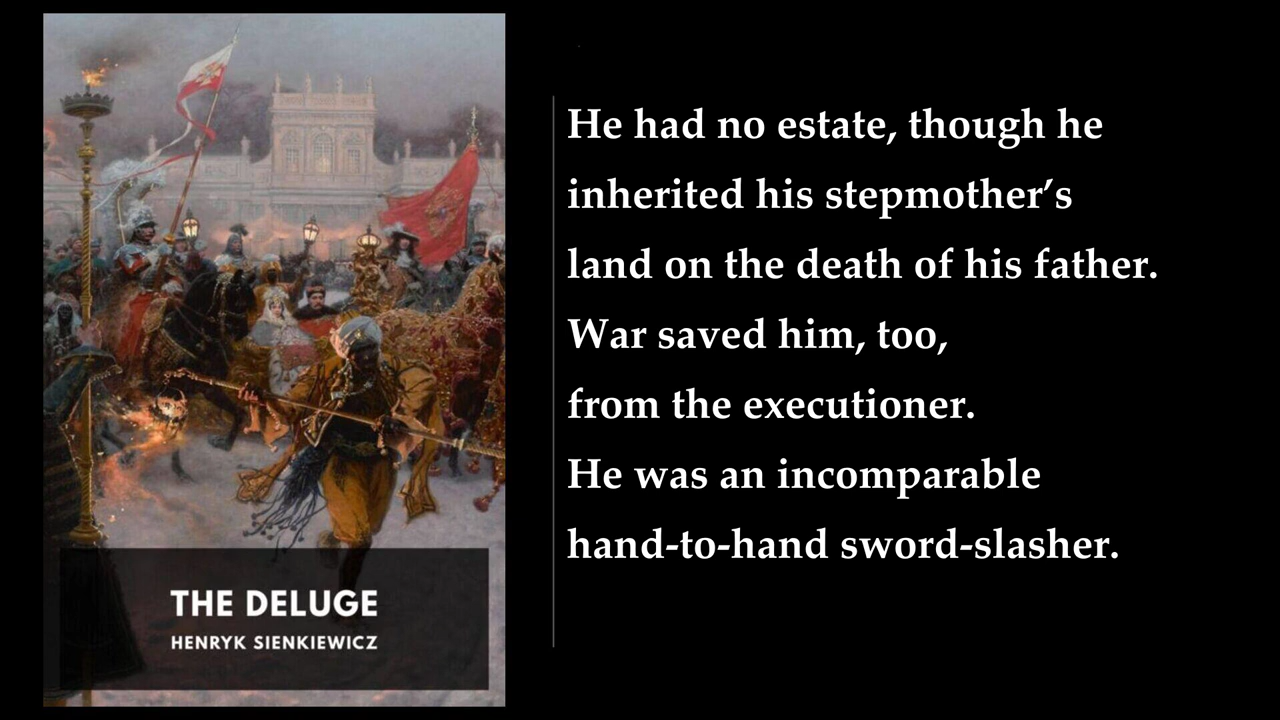 THE DELUGE
HENRYK SIENKIEWICZ
He had no estate, though he
inherited his stepmother’s
land on the death of his father.
War saved him, too,
from the executioner.
He was an incomparable
hand-to-hand sword-slasher.